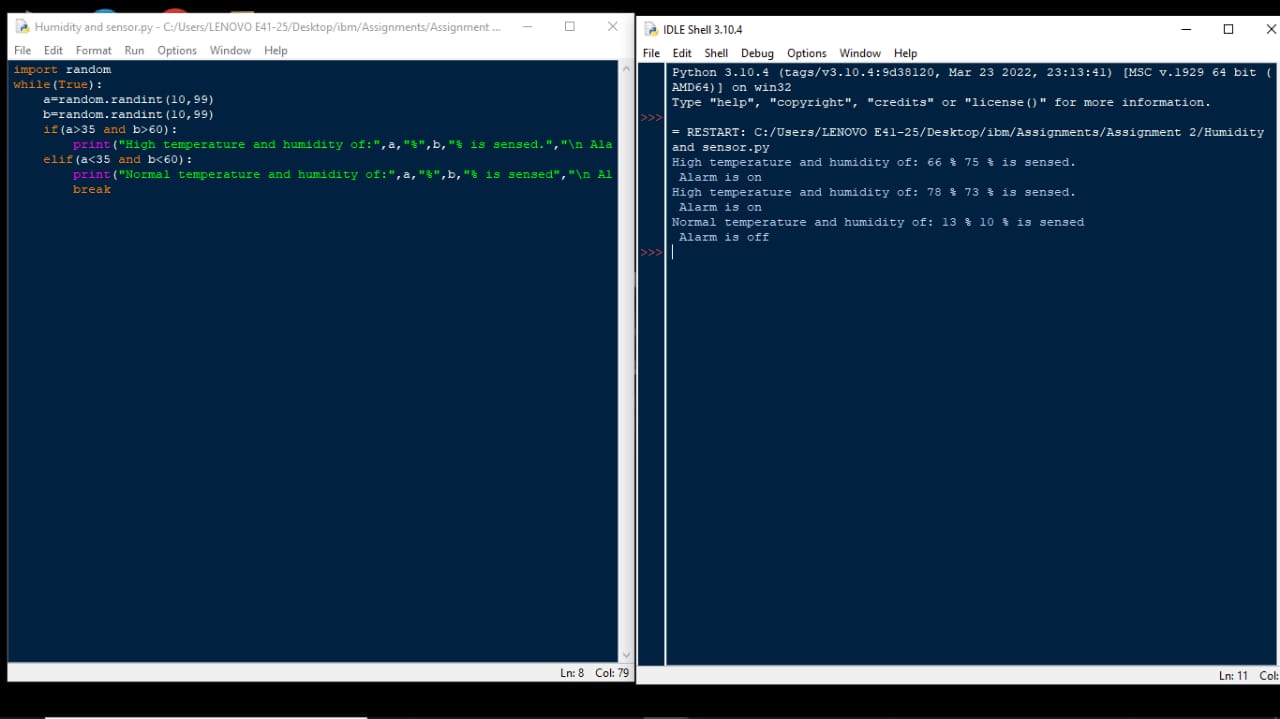 Humidity and sensor.py - C:/Users/LENOVO E41-25/Desktop/ibm/Assignments/Assignment ...
File Edit Format Run Options Window Help
import random
while(True):
    a=random.randint(10,99)
    b=random.randint(10,99)
    if(a>35 and b>60):
        print("High temperature and humidity of:",a,"%",b,"% is sensed.","\n Ala
    elif(a<35 and b<60):
        print("Normal temperature and humidity of:",a,"%",b,"% is sensed","\n Al
        break
Ln: 8 Col: 79
IDLE Shell 3.10.4
File Edit Shell Debug Options Window Help
Python 3.10.4 (tags/v3.10.4:9d38120, Mar 23 2022, 23:13:41) [MSC v.1929 64 bit (
AMD64)] on win32
Type "help", "copyright", "credits" or "license()" for more information.
>>>
= RESTART: C:/Users/LENOVO E41-25/Desktop/ibm/Assignments/Assignment 2/Humidity
and sensor.py
High temperature and humidity of: 66 % 75 % is sensed.
 Alarm is on
High temperature and humidity of: 78 % 73 % is sensed.
 Alarm is on
Normal temperature and humidity of: 13 % 10 % is sensed
 Alarm is off
>>>
Ln: 11 Col: